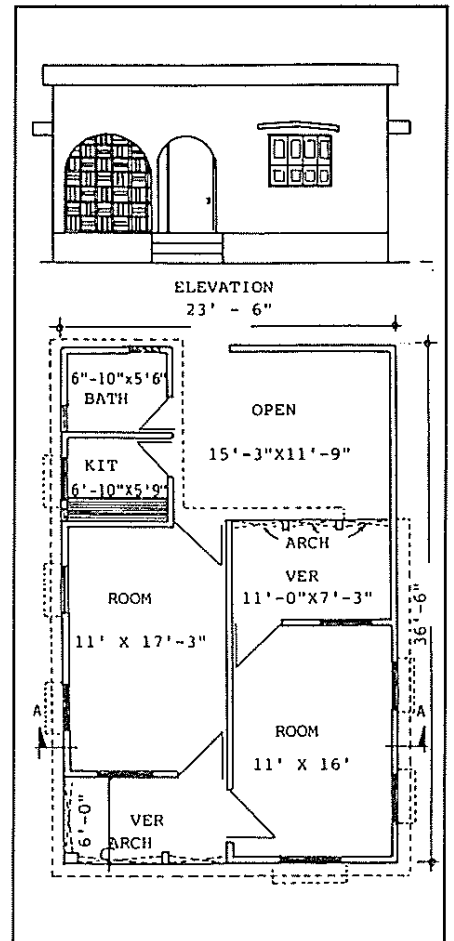 ELEVATION
23' - 6"
6"-10"x5'6"
BATH
OPEN
15'-3"X11'-9"
KIT
6'-10"X5'9"
ARCH
VER
11'-0"X7'-3"
36'-6"
ROOM
11' X 17'-3"
A
A
ROOM
11' X 16'
6'-0"
VER
ARCH